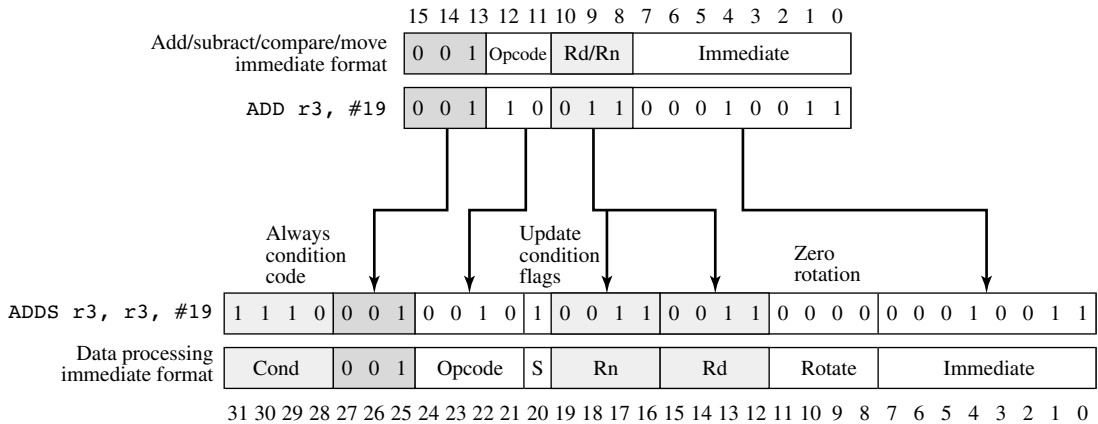 15 14 13 12 11 10 9 8 7 6 5 4 3 2 1 0
Add/subract/compare/move
immediate format
0 0 1 Opcode Rd/Rn Immediate
ADD r3, #19 0 0 1 1 0 0 1 1 0 0 0 1 0 0 1 1
Always
condition
code
Update
condition
flags
Zero
rotation
ADDS r3, r3, #19 1 1 1 0 0 0 1 0 0 1 0 1 0 0 1 1 0 0 1 1 0 0 0 0 0 0 0 1 0 0 1 1
Data processing
immediate format
Cond 0 0 1 Opcode S Rn Rd Rotate Immediate
31 30 29 28 27 26 25 24 23 22 21 20 19 18 17 16 15 14 13 12 11 10 9 8 7 6 5 4 3 2 1 0